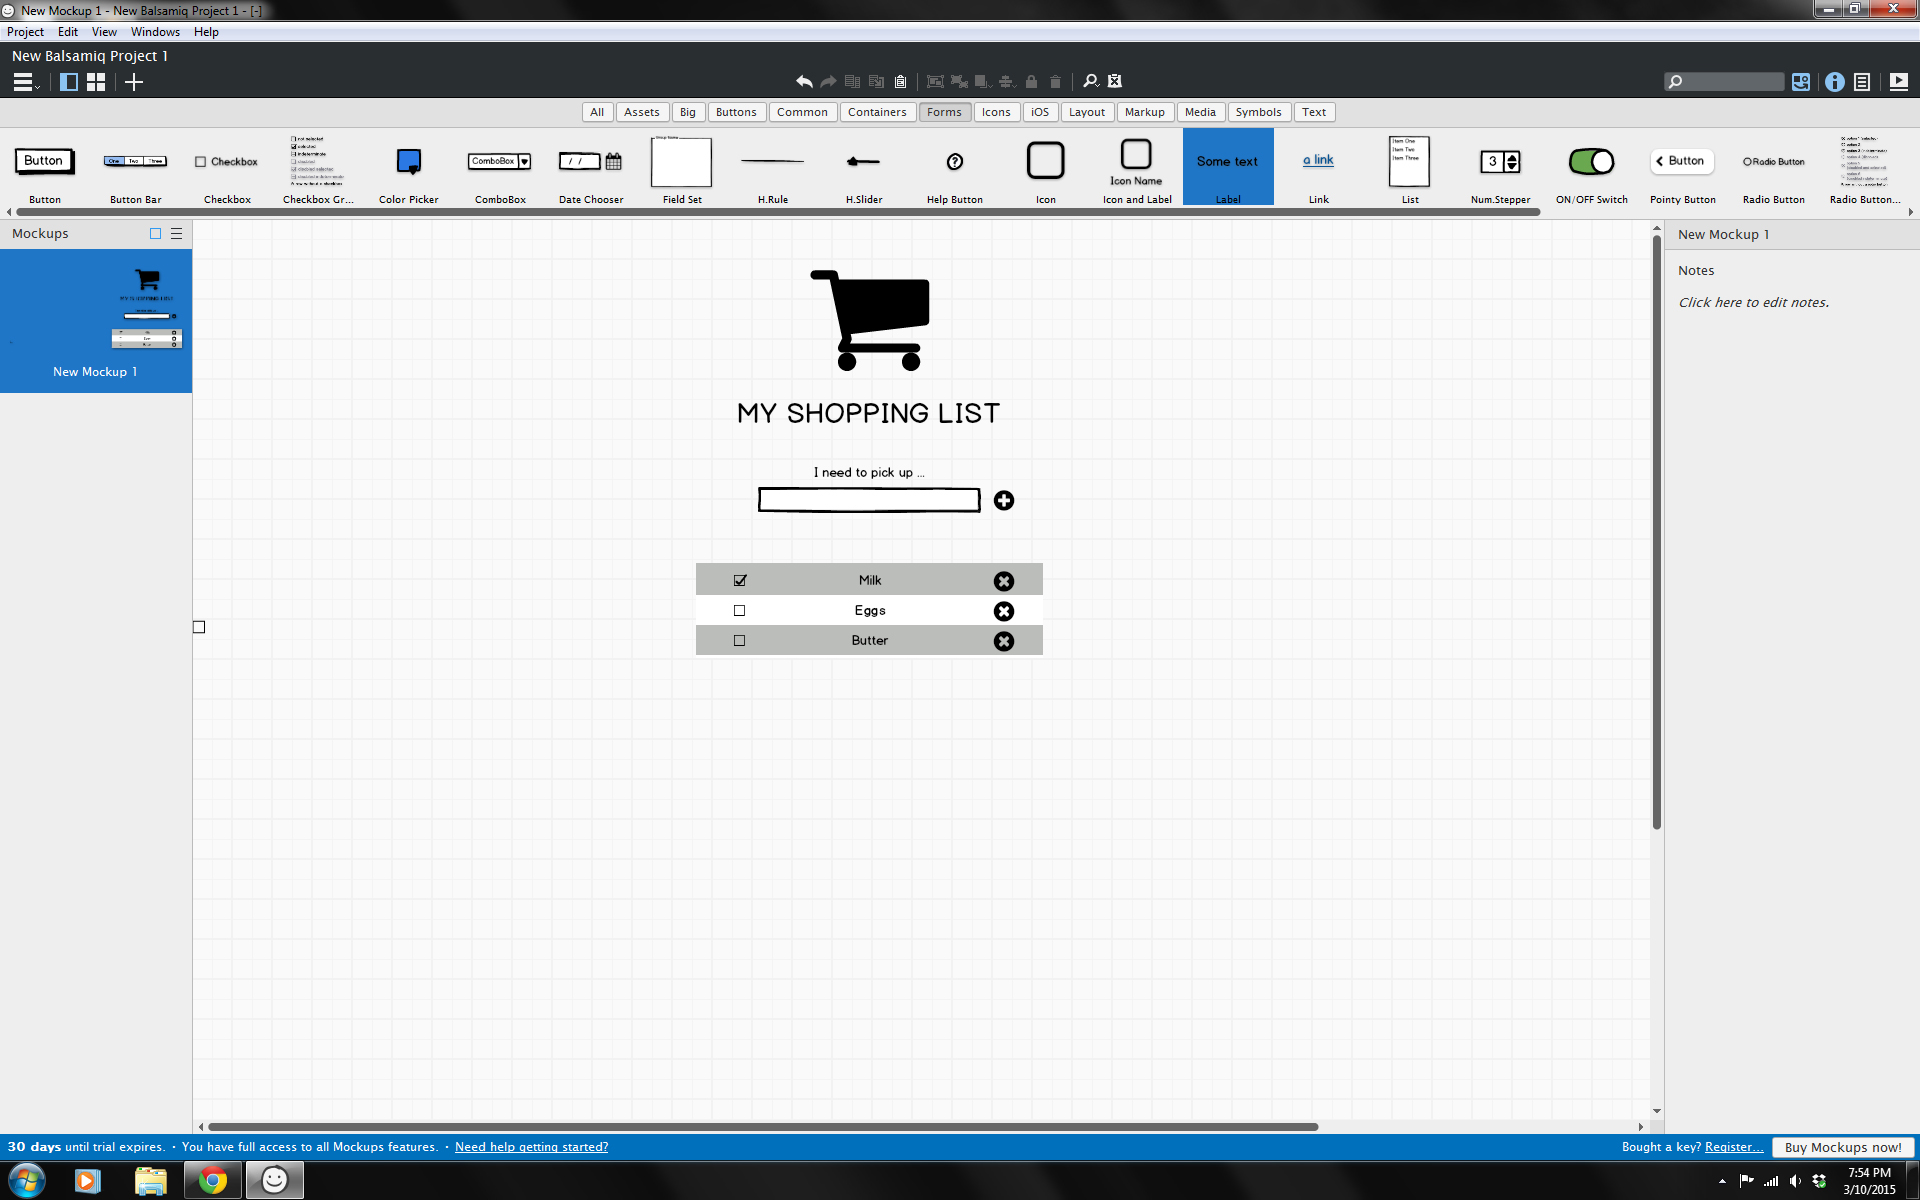 New Mockup 1 - New Balsamiq Project 1 - [-]
Project Edit View Windows Help
New Balsamiq Project 1
All Assets Big Buttons Common Containers Forms Icons iOS Layout Markup Media Symbols Text
Button One Two Three Checkbox ComboBox / / Icon Name Some text a link Item One Item Two Item Three 3 Button Radio Button
Button Button Bar Checkbox Checkbox Gr... Color Picker ComboBox Date Chooser Field Set H.Rule H.Slider Help Button Icon Icon and Label Label Link List Num.Stepper ON/OFF Switch Pointy Button Radio Button Radio Button...
Mockups
New Mockup 1
MY SHOPPING LIST
I need to pick up ...
Milk
Eggs
Butter
New Mockup 1
Notes
Click here to edit notes.
30 days until trial expires. · You have full access to all Mockups features. · Need help getting started?
Bought a key? Register... Buy Mockups now!
7:54 PM
3/10/2015